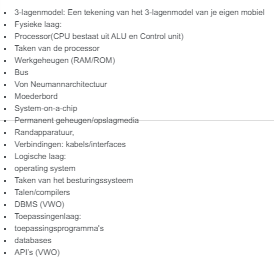 3-lagenmodel: Een tekening van het 3-lagenmodel van je eigen mobiel
Fysieke laag:
Processor(CPU bestaat uit ALU en Control unit)
Taken van de processor
Werkgeheugen (RAM/ROM)
Bus
Von Neumannarchitectuur
Moederbord
System-on-a-chip
Permanent geheugen/opslagmedia
Randapparatuur,
Verbindingen: kabels/interfaces
Logische laag:
operating system
Taken van het besturingssysteem
Talen/compilers
DBMS (VWO)
Toepassingenlaag:
toepassingsprogramma's
databases
API's (VWO)